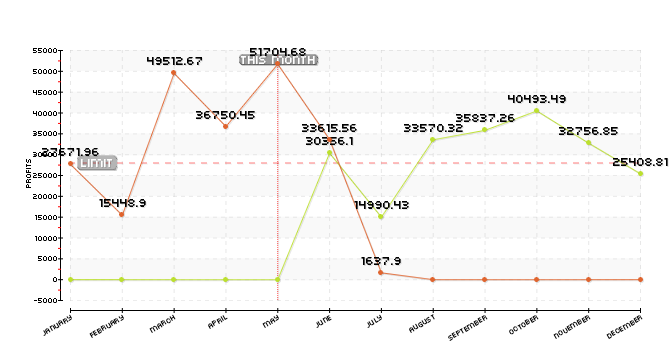 55000
51704.68
THIS MONTH
50000
49512.67
45000
40000
40493.49
36750.45
35837.26
35000
33615.56
33570.32
32756.85
30356.1
30000
LIMIT
25408.81
25000
20000
15448.9
14990.43
15000
10000
5000
1637.9
0
-5000
PROFITS
JANUARY
FEBRUARY
MARCH
APRIL
MAY
JUNE
JULY
AUGUST
SEPTEMBER
OCTOBER
NOVEMBER
DECEMBER